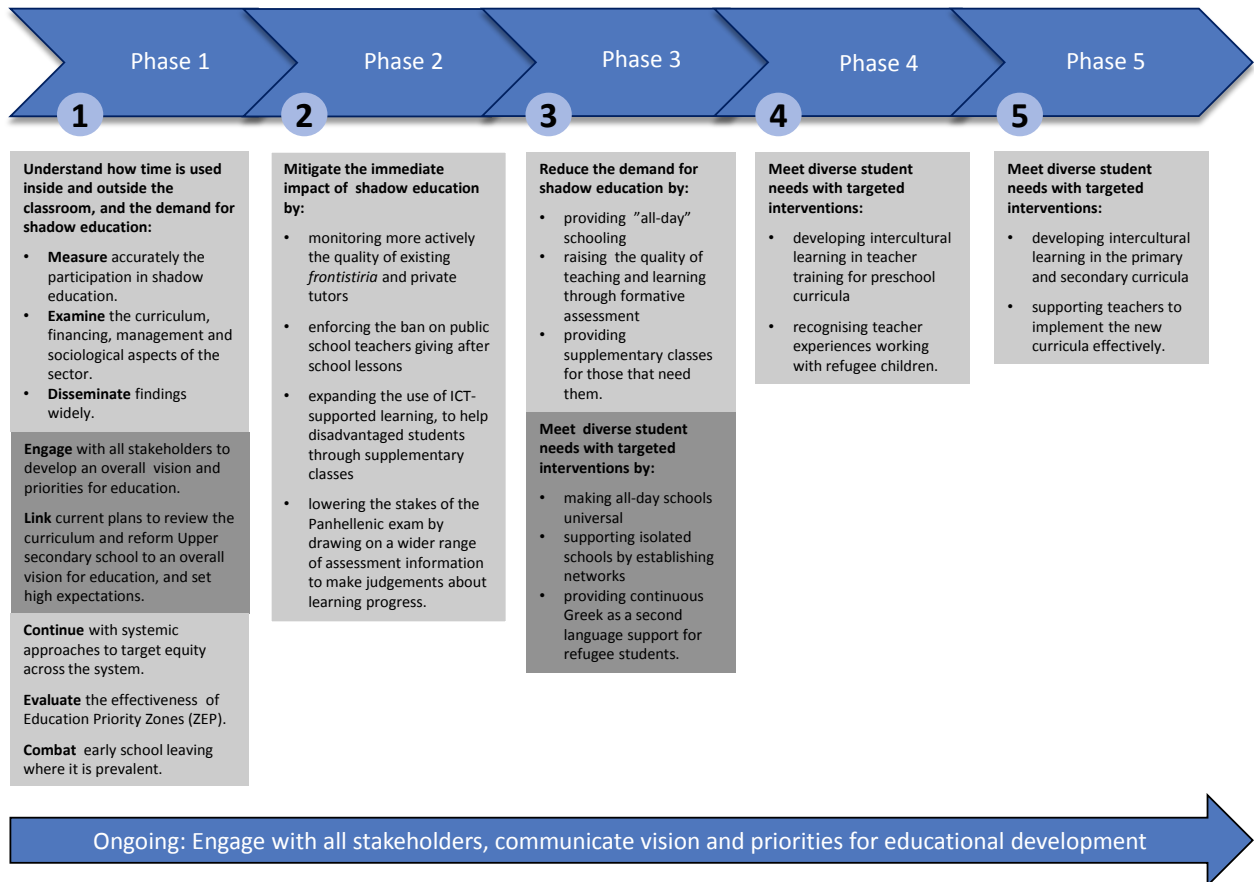 Phase 1
Phase 2
Phase 3
Phase 4
Phase 5
1
2
3
4
5
Understand how time is used
inside and outside the
classroom, and the demand for
shadow education:
• Measure accurately the
participation in shadow
education.
• Examine the curriculum,
financing, management and
sociological aspects of the
sector.
• Disseminate findings
widely.
Engage with all stakeholders to
develop an overall vision and
priorities for education.
Link current plans to review the
curriculum and reform Upper
secondary school to an overall
vision for education, and set
high expectations.
Continue with systemic
approaches to target equity
across the system.
Evaluate the effectiveness of
Education Priority Zones (ZEP).
Combat early school leaving
where it is prevalent.
Mitigate the immediate
impact of shadow education
by:
• monitoring more actively
the quality of existing
frontistiria and private
tutors
• enforcing the ban on public
school teachers giving after
school lessons
• expanding the use of ICT-
supported learning, to help
disadvantaged students
through supplementary
classes
• lowering the stakes of the
Panhellenic exam by
drawing on a wider range
of assessment information
to make judgements about
learning progress.
Reduce the demand for
shadow education by:
• providing ”all-day”
schooling
• raising the quality of
teaching and learning
through formative
assessment
• providing
supplementary classes
for those that need
them.
Meet diverse student
needs with targeted
interventions by:
• making all-day schools
universal
• supporting isolated
schools by establishing
networks
• providing continuous
Greek as a second
language support for
refugee students.
Meet diverse student
needs with targeted
interventions:
• developing intercultural
learning in teacher
training for preschool
curricula
• recognising teacher
experiences working
with refugee children.
Meet diverse student
needs with targeted
interventions:
• developing intercultural
learning in the primary
and secondary curricula
• supporting teachers to
implement the new
curricula effectively.
Ongoing: Engage with all stakeholders, communicate vision and priorities for educational development